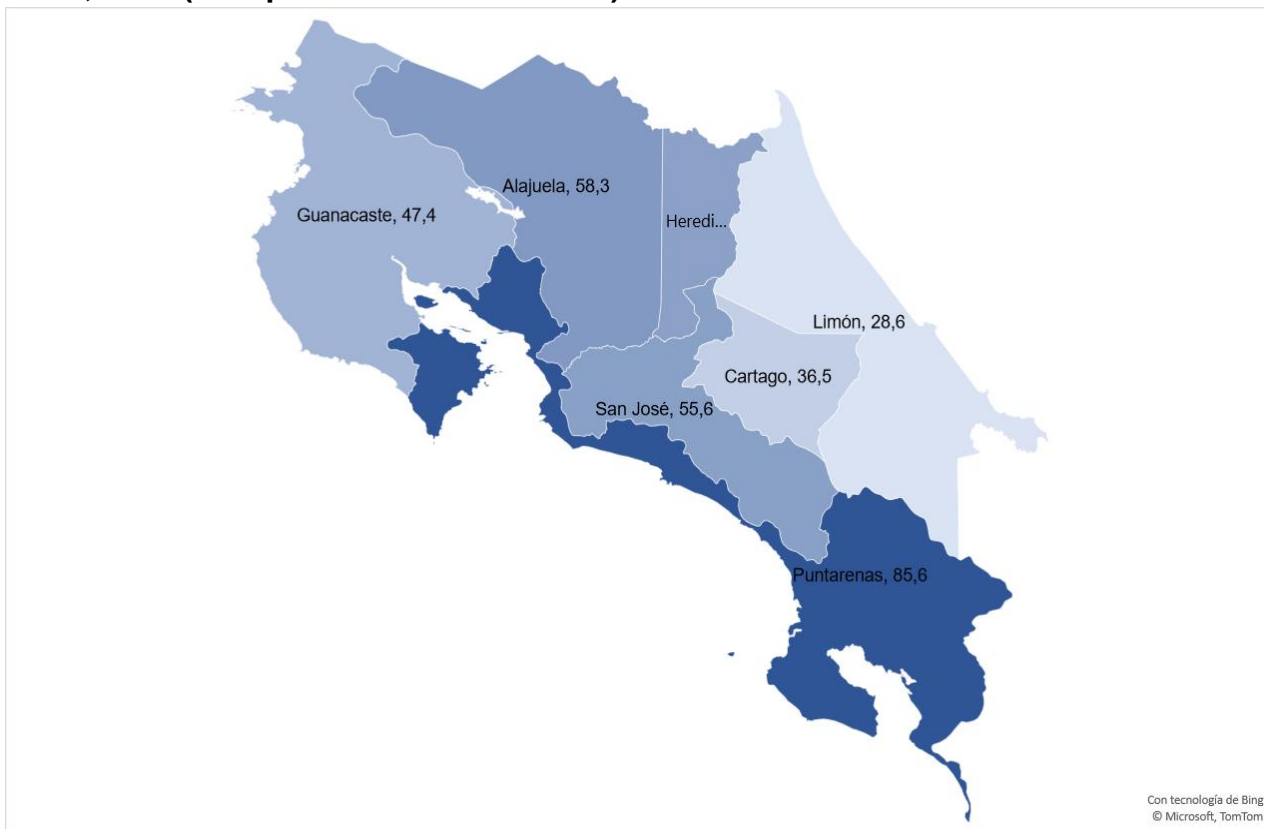 Alajuela, 58,3
Guanacaste, 47,4
Heredi...
Limón, 28,6
Cartago, 36,5
San José, 55,6
Puntarenas, 85,6
Con tecnología de Bing
© Microsoft, TomTom